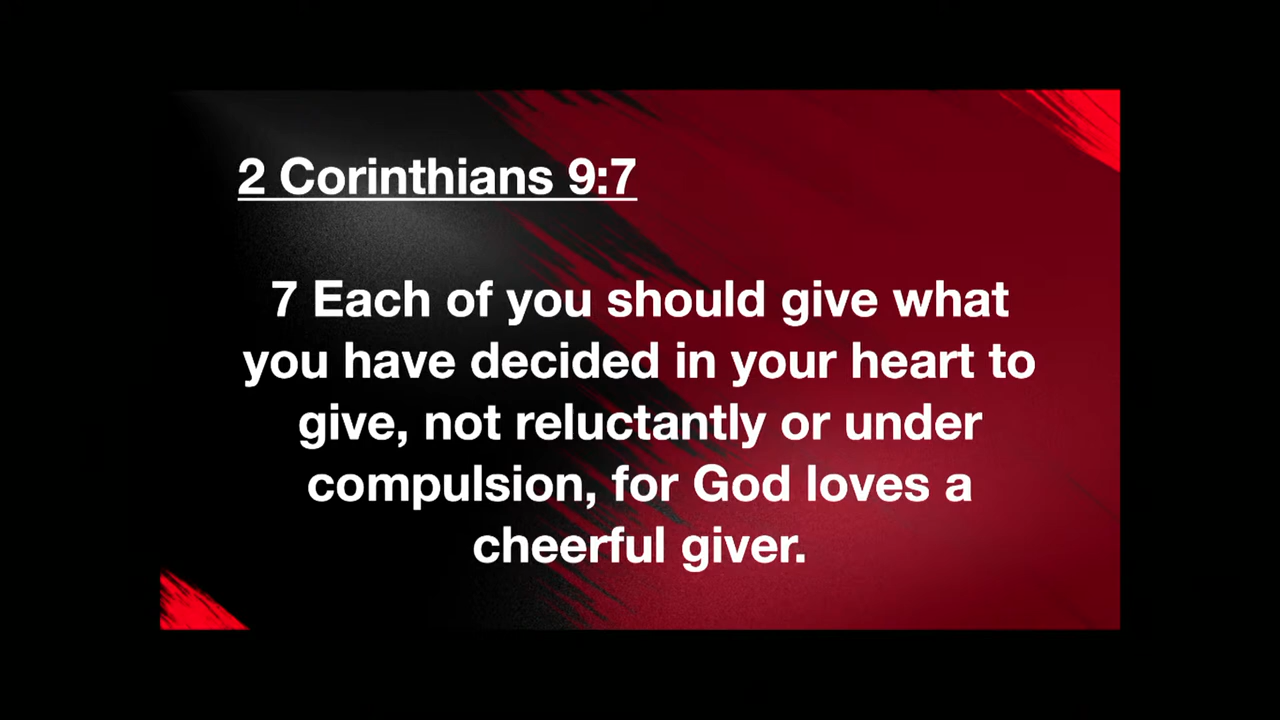 2 Corinthians 9:7
7 Each of you should give what
you have decided in your heart to
give, not reluctantly or under
compulsion, for God loves a
cheerful giver.